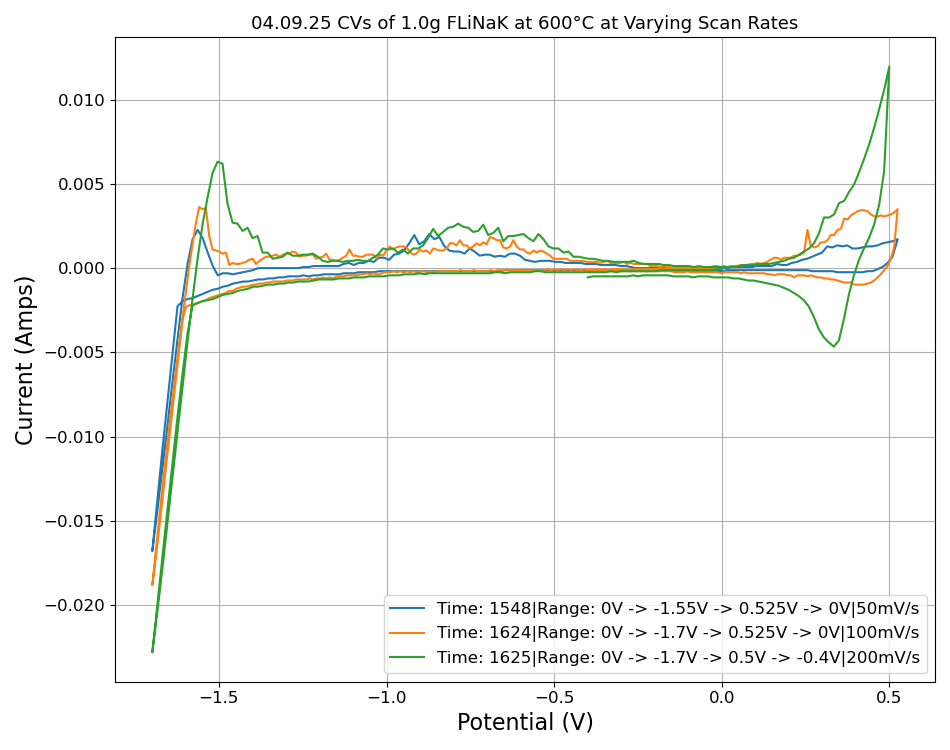 04.09.25 CVs of 1.0g FLiNaK at 600°C at Varying Scan Rates
Current (Amps)
0.010
0.005
0.000
−0.005
−0.010
−0.015
−0.020
Time: 1548|Range: 0V -> -1.55V -> 0.525V -> 0V|50mV/s
Time: 1624|Range: 0V -> -1.7V -> 0.525V -> 0V|100mV/s
Time: 1625|Range: 0V -> -1.7V -> 0.5V -> -0.4V|200mV/s
−1.5 −1.0 −0.5 0.0 0.5
Potential (V)